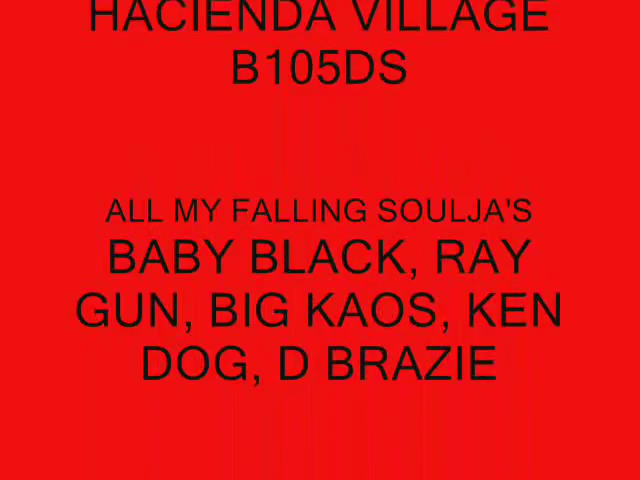 HACIENDA VILLAGE
B105DS
ALL MY FALLING SOULJA'S
BABY BLACK, RAY
GUN, BIG KAOS, KEN
DOG, D BRAZIE